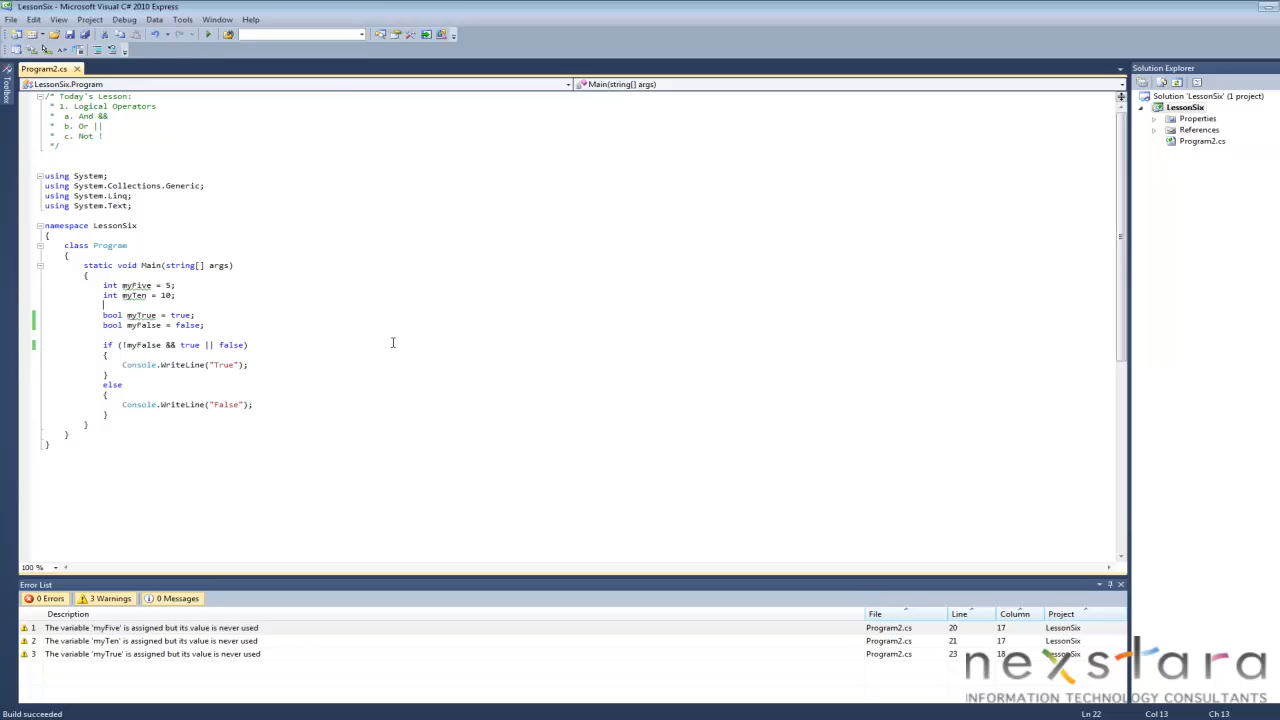 LessonSix - Microsoft Visual C# 2010 Express
File Edit View Project Debug Data Tools Window Help
Program2.cs
Solution Explorer
Toolbox
LessonSix.Program
Main(string[] args)
/* Today's Lesson:
* 1. Logical Operators
* a. And &&
* b. Or ||
* c. Not !
*/
using System;
using System.Collections.Generic;
using System.Linq;
using System.Text;
namespace LessonSix
{
class Program
{
static void Main(string[] args)
{
int myFive = 5;
int myTen = 10;
bool myTrue = true;
bool myFalse = false;
if (!myFalse && true || false)
{
Console.WriteLine("True");
}
else
{
Console.WriteLine("False");
}
}
}
}
Solution 'LessonSix' (1 project)
LessonSix
Properties
References
Program2.cs
100 %
Error List
0 Errors 3 Warnings 0 Messages
Description File Line Column Project
1 The variable 'myFive' is assigned but its value is never used Program2.cs 20 17 LessonSix
2 The variable 'myTen' is assigned but its value is never used Program2.cs 21 17 LessonSix
3 The variable 'myTrue' is assigned but its value is never used Program2.cs 23 18 LessonSix
nexstara
INFORMATION TECHNOLOGY CONSULTANTS
Build succeeded Ln 22 Col 13 Ch 13